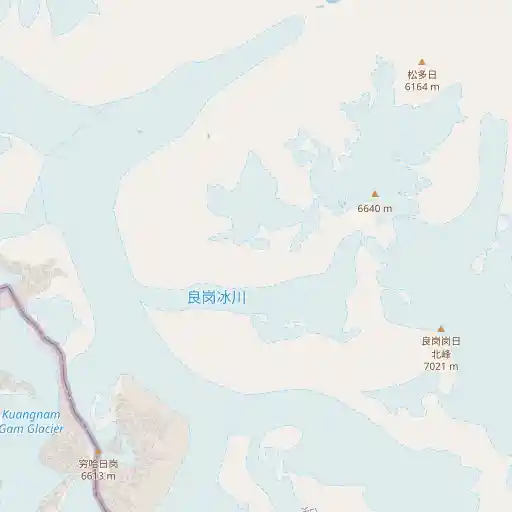 松多日
6164 m
6640 m
良岗冰川
良岗岗日
北峰
7021 m
Kuangnam
Gam Glacier
穷哈日岗
6613 m